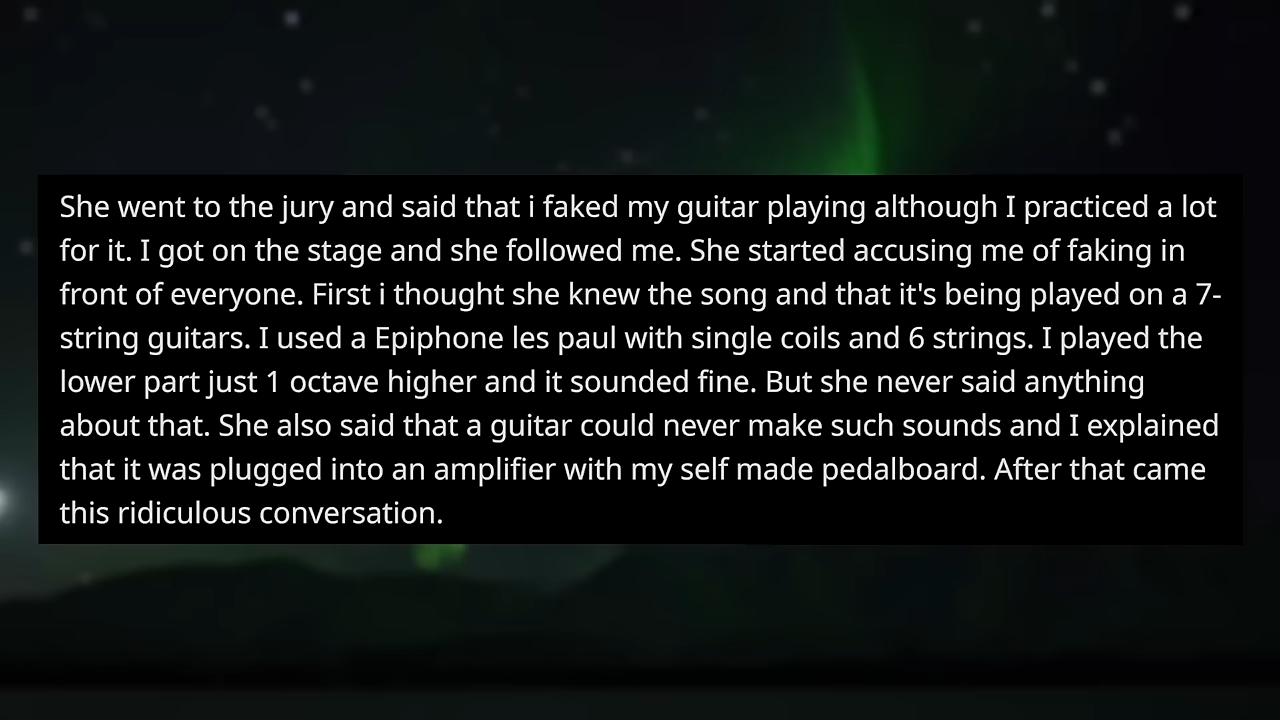 She went to the jury and said that i faked my guitar playing although I practiced a lot
for it. I got on the stage and she followed me. She started accusing me of faking in
front of everyone. First i thought she knew the song and that it's being played on a 7-
string guitars. I used a Epiphone les paul with single coils and 6 strings. I played the
lower part just 1 octave higher and it sounded fine. But she never said anything
about that. She also said that a guitar could never make such sounds and I explained
that it was plugged into an amplifier with my self made pedalboard. After that came
this ridiculous conversation.